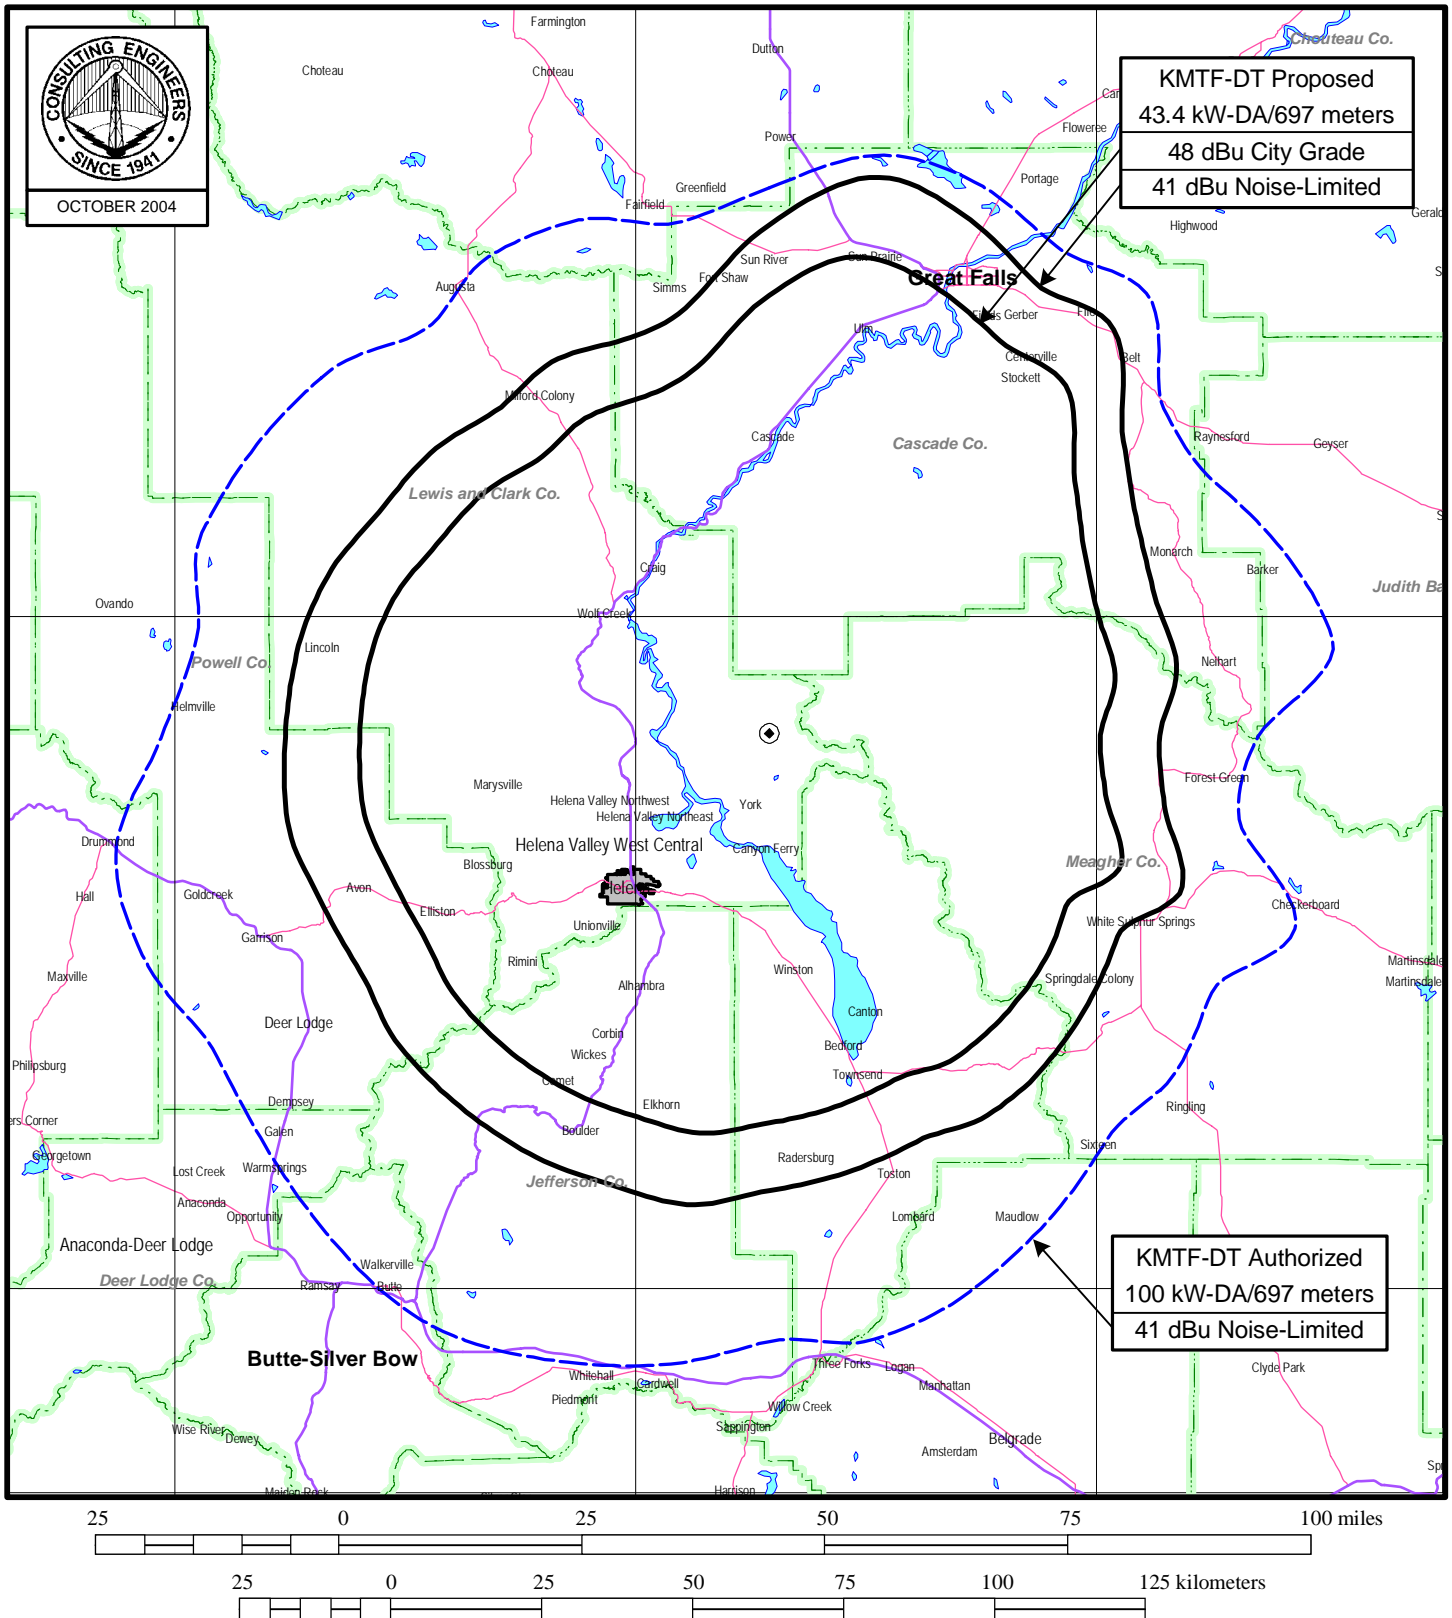 CONSULTING ENGINEERS
• SINCE 1941 •
OCTOBER 2004
Farmington
Dutton
Chouteau Co.
Choteau
Choteau
KMTF-DT Proposed
43.4 kW-DA/697 meters
48 dBu City Grade
41 dBu Noise-Limited
Power
Floweree
Greenfield
Portage
Fairfield
Highwood
Sun River
Sun Prairie
Fort Shaw
Simms
Augusta
Great Falls
Gerber
Ulm
Centerville
Belt
Stockett
Milford Colony
Cascade
Raynesford
Geyser
Cascade Co.
Lewis and Clark Co.
Monarch
Craig
Barker
Judith Ba
Ovando
Wolf Creek
Lincoln
Powell Co.
Neihart
Helmville
Forest Green
Marysville
Helena Valley Northwest
York
Helena Valley Northeast
Drummond
Helena Valley West Central
Canyon Ferry
Blossburg
Meagher Co.
Avon
Helena
Goldcreek
Hall
Elliston
Checkerboard
Unionville
White Sulphur Springs
Garrison
Rimini
Winston
Martinsdale
Maxville
Alhambra
Springdale Colony
Martinsdale
Canton
Deer Lodge
Corbin
Bedford
Wickes
Philipsburg
Comet
Townsend
Dempsey
Elkhorn
Ringling
ers Corner
Galen
Boulder
Sixteen
Georgetown
Radersburg
Lost Creek
Warmsprings
Toston
Jefferson Co.
Anaconda
Opportunity
Lombard
Maudlow
Anaconda-Deer Lodge
Walkerville
Deer Lodge Co.
Ramsay
Butte
KMTF-DT Authorized
100 kW-DA/697 meters
41 dBu Noise-Limited
Butte-Silver Bow
Three Forks
Logan
Clyde Park
Whitehall
Cardwell
Manhattan
Piedmont
Willow Creek
Wise River
Dewey
Sappington
Belgrade
Amsterdam
Maiden Rock
Harrison
25 0 25 50 75 100 miles
25 0 25 50 75 100 125 kilometers